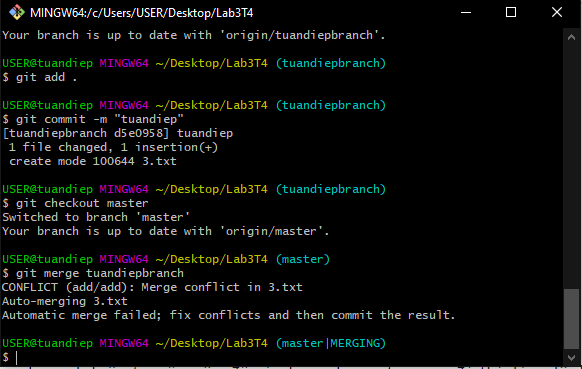 MINGW64:/c/Users/USER/Desktop/Lab3T4
Your branch is up to date with 'origin/tuandiepbranch'.
USER@tuandiep MINGW64 ~/Desktop/Lab3T4 (tuandiepbranch)
$ git add .
USER@tuandiep MINGW64 ~/Desktop/Lab3T4 (tuandiepbranch)
$ git commit -m "tuandiep"
[tuandiepbranch d5e0958] tuandiep
1 file changed, 1 insertion(+)
create mode 100644 3.txt
USER@tuandiep MINGW64 ~/Desktop/Lab3T4 (tuandiepbranch)
$ git checkout master
Switched to branch 'master'
Your branch is up to date with 'origin/master'.
USER@tuandiep MINGW64 ~/Desktop/Lab3T4 (master)
$ git merge tuandiepbranch
CONFLICT (add/add): Merge conflict in 3.txt
Auto-merging 3.txt
Automatic merge failed; fix conflicts and then commit the result.
USER@tuandiep MINGW64 ~/Desktop/Lab3T4 (master|MERGING)
$